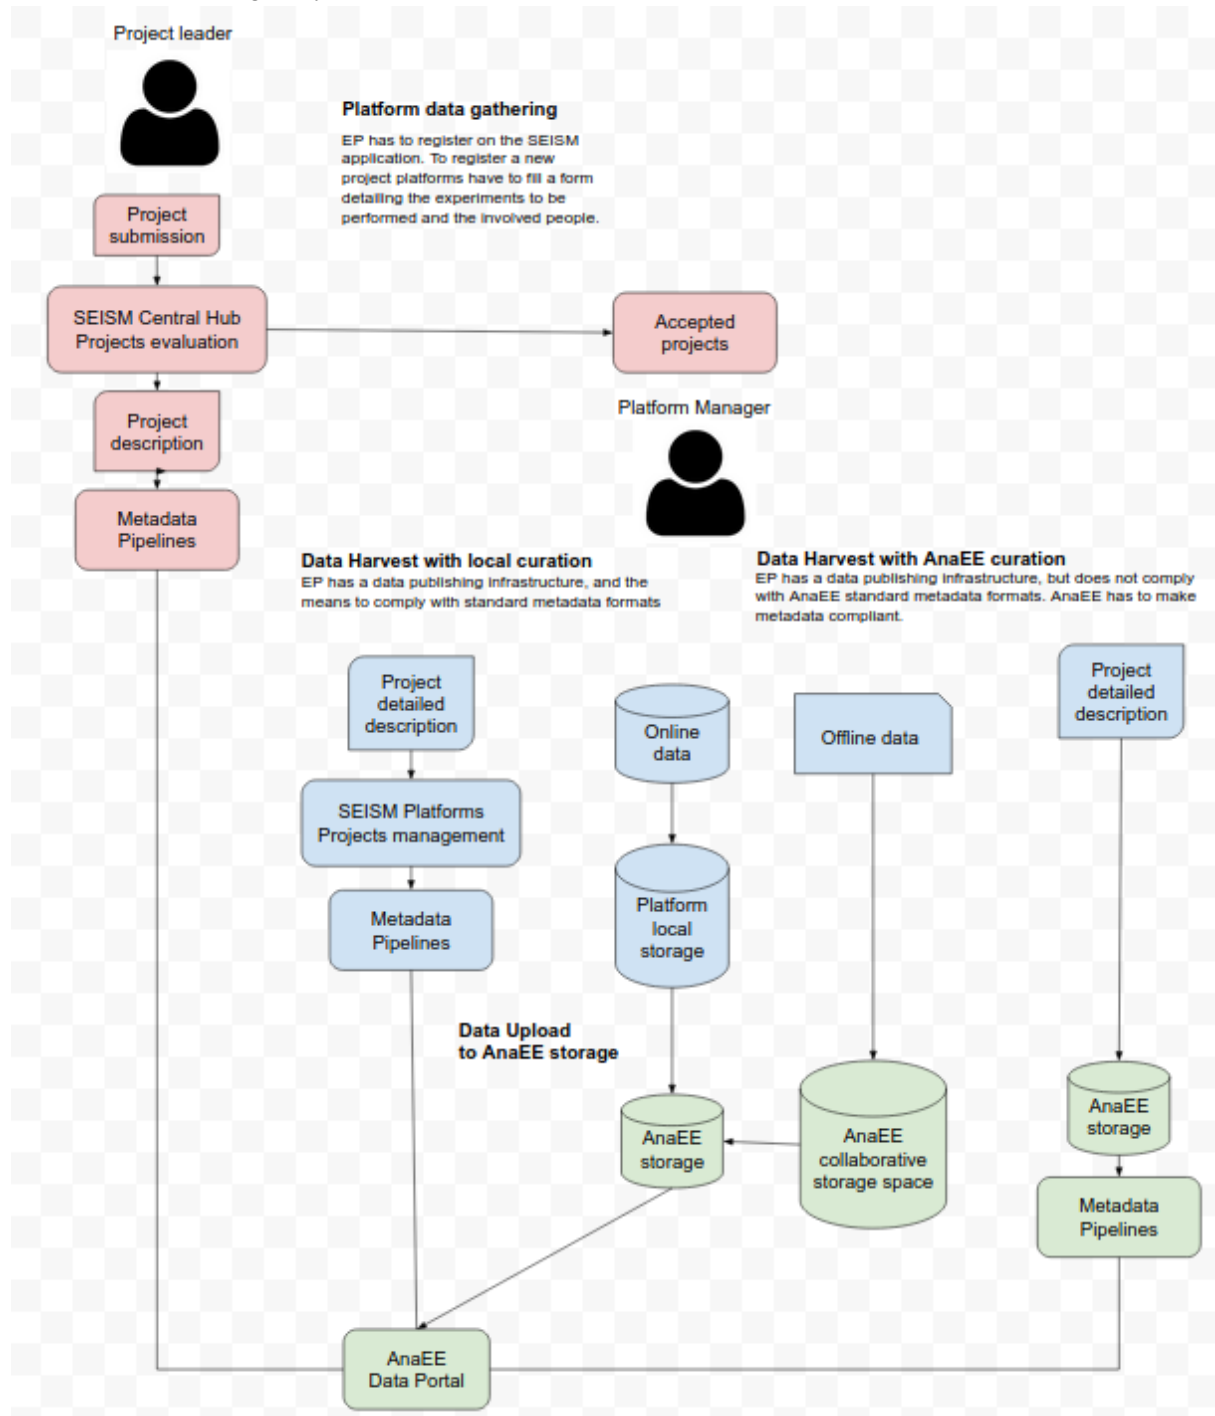 Project leader
Platform data gathering
EP has to register on the SEISM
application. To register a new
project platforms have to fill a form
detailing the experiments to be
performed and the involved people.
Project
submission
SEISM Central Hub
Projects evaluation
Accepted
projects
Project
description
Platform Manager
Metadata
Pipelines
Data Harvest with local curation
EP has a data publishing infrastructure, and the
means to comply with standard metadata formats
Data Harvest with AnaEE curation
EP has a data publishing infrastructure, but does not comply
with AnaEE standard metadata formats. AnaEE has to make
metadata compliant.
Project
detailed
description
Online
data
Offline data
Project
detailed
description
SEISM Platforms
Projects management
Metadata
Pipelines
Platform
local
storage
Data Upload
to AnaEE storage
AnaEE
storage
AnaEE
collaborative
storage space
AnaEE
storage
Metadata
Pipelines
AnaEE
Data Portal